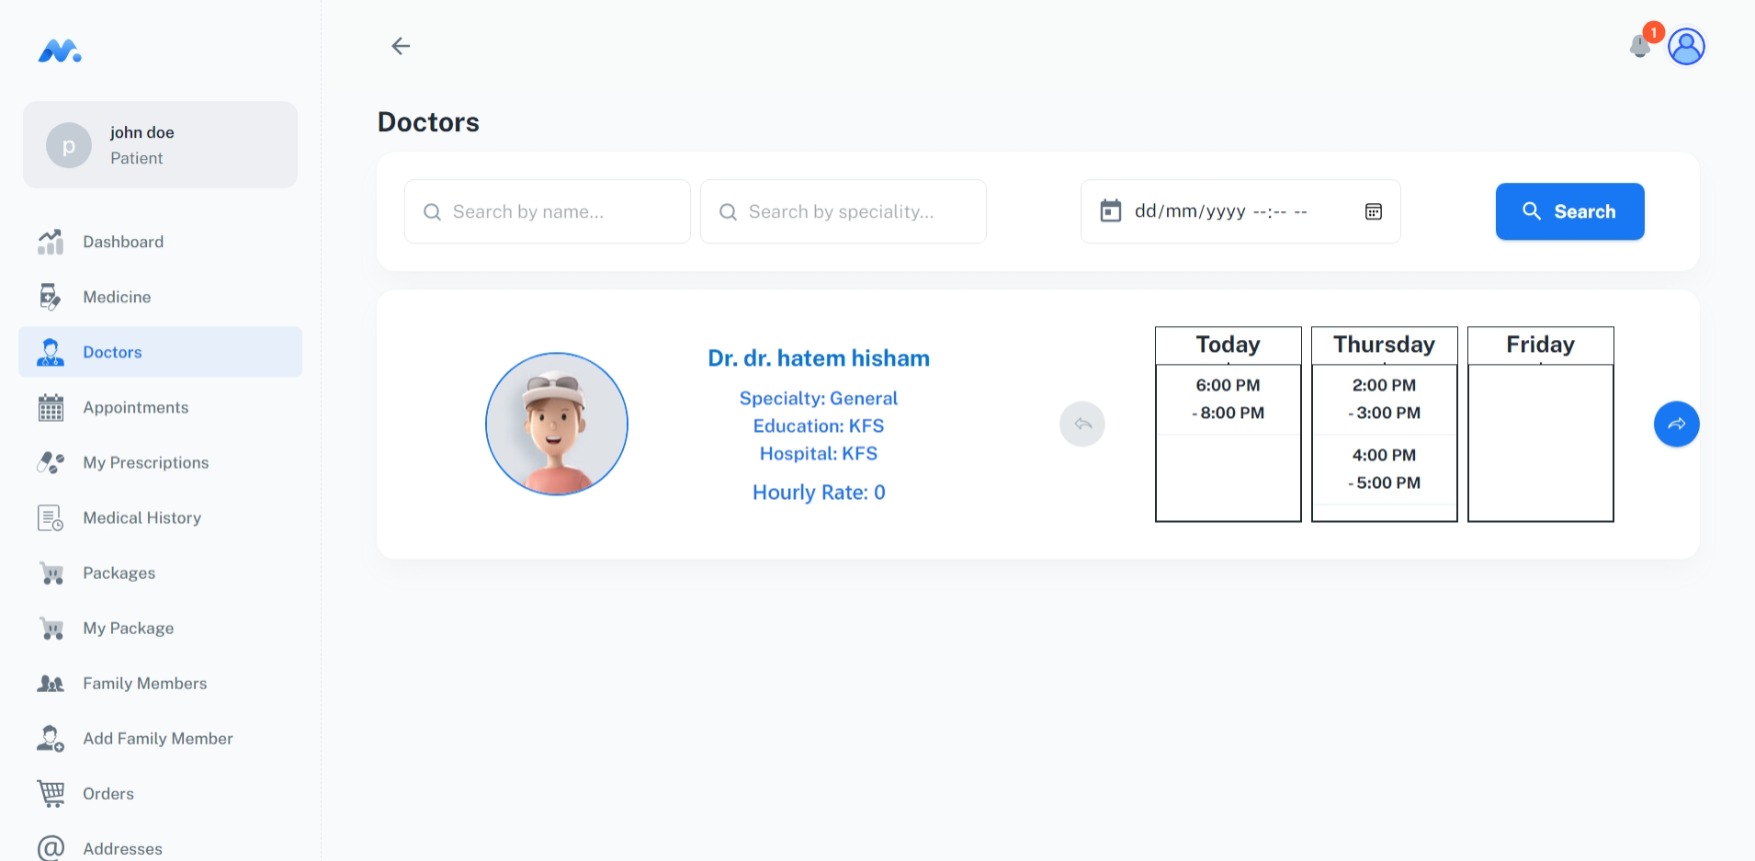 1
john doe
p
Patient
Dashboard
Medicine
Doctors
Appointments
My Prescriptions
Medical History
Packages
My Package
Family Members
Add Family Member
Orders
Addresses
Doctors
Search by name...
Search by speciality...
dd/mm/yyyy --:-- --
Search
Dr. dr. hatem hisham
Specialty: General
Education: KFS
Hospital: KFS
Hourly Rate: 0
Today
6:00 PM
- 8:00 PM
Thursday
2:00 PM
- 3:00 PM
4:00 PM
- 5:00 PM
Friday